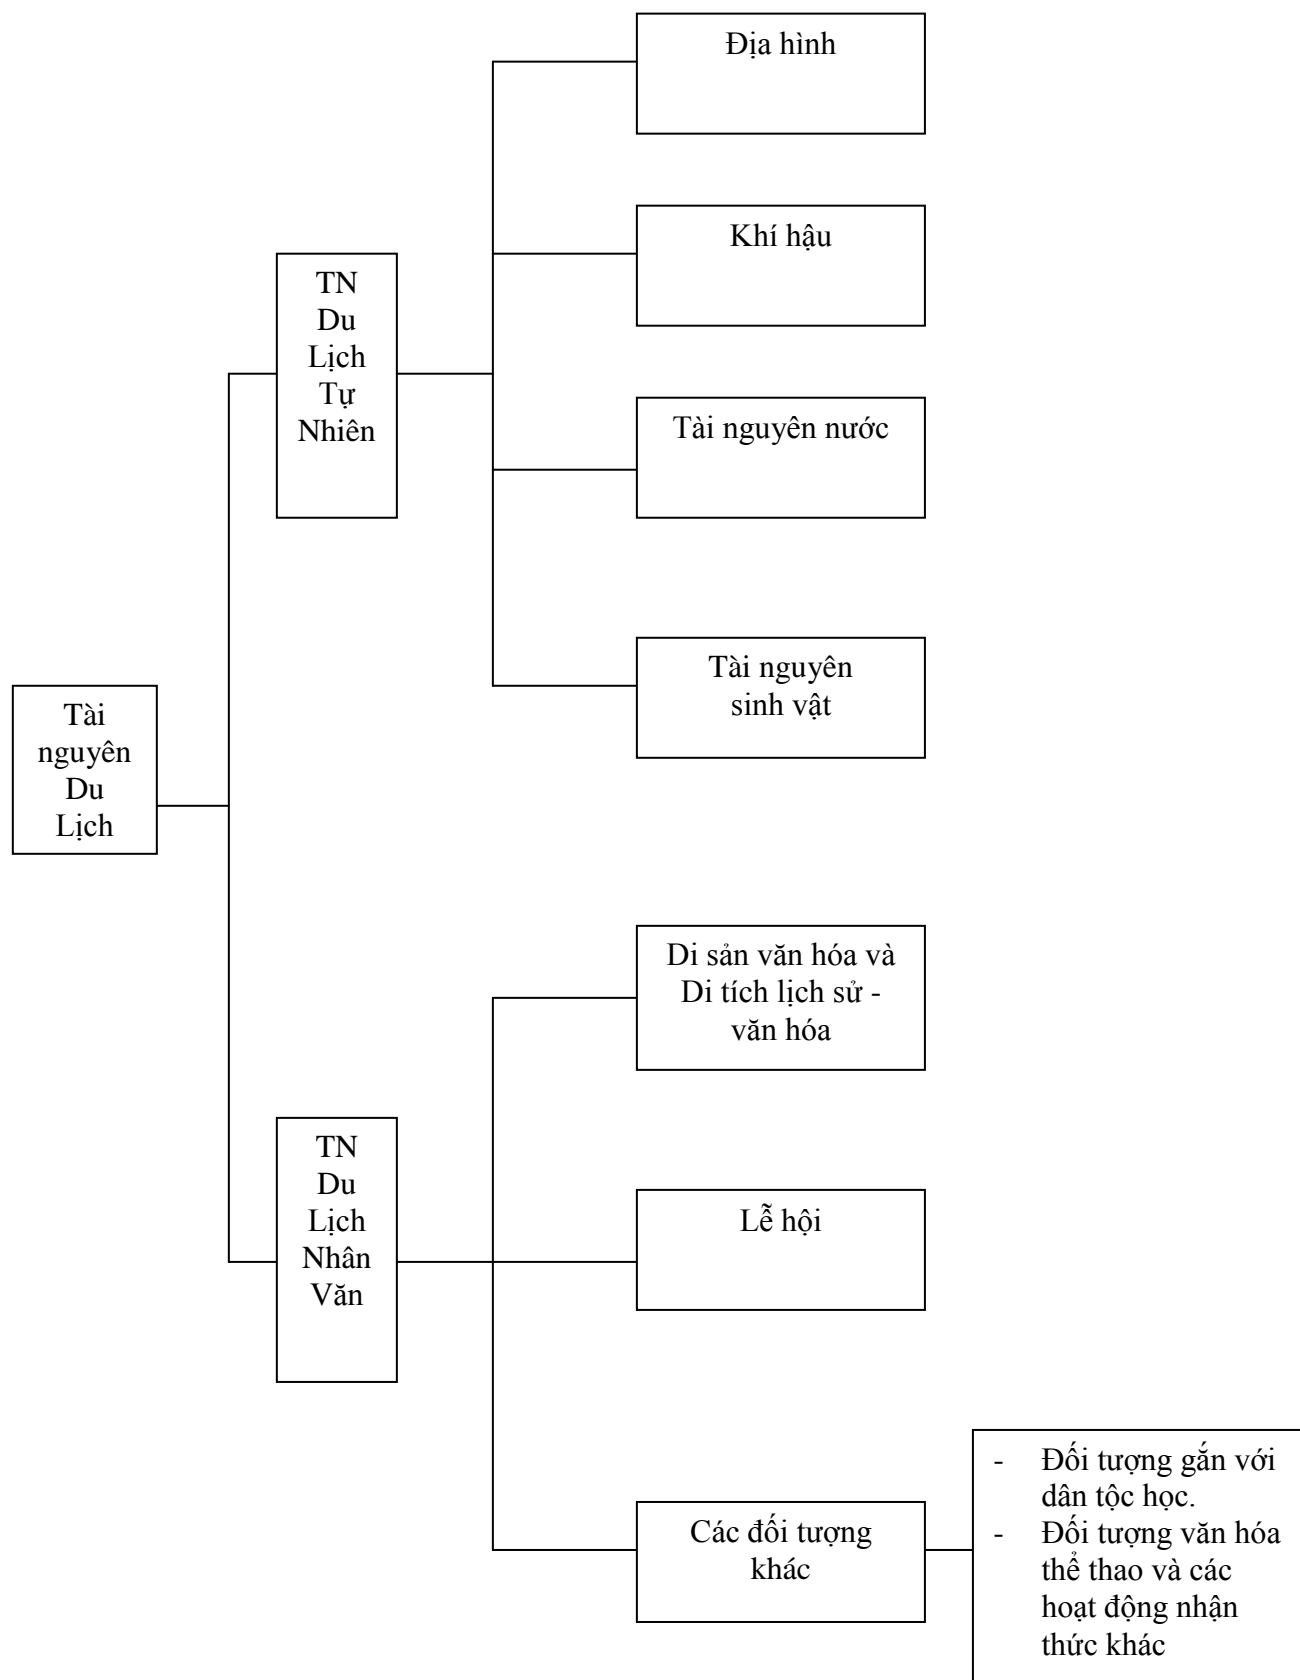 Địa hình
Khí hậu
TN
Du
Lịch
Tự
Nhiên
Tài nguyên nước
Tài nguyên
sinh vật
Tài
nguyên
Du
Lịch
Di sản văn hóa và
Di tích lịch sử -
văn hóa
TN
Du
Lịch
Nhân
Văn
Lễ hội
Các đối tượng
khác
- Đối tượng gắn với
dân tộc học.
- Đối tượng văn hóa
thể thao và các
hoạt động nhận
thức khác